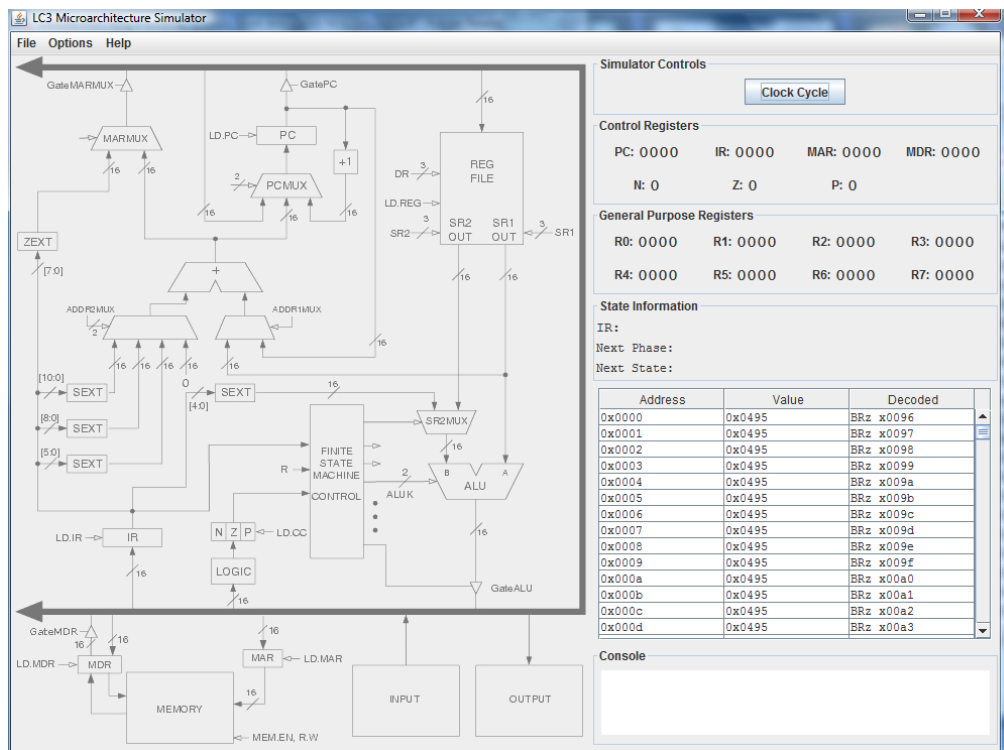 LC3 Microarchitecture Simulator
File Options Help
GateMARMUX
GatePC
16
MARMUX
LD.PC
PC
+1
REG
FILE
DR
3
16
16
2
PCMUX
LD.REG
16
16
3
SR2
SR2
OUT
SR1
OUT
3
SR1
ZEXT
[7:0]
+
ADDR2MUX
2
ADDR1MUX
16
16
16
16
16
16
[10:0]
SEXT
0
[4:0]
SEXT
16
[8:0]
SEXT
SR2MUX
[5:0]
SEXT
FINITE
STATE
MACHINE
CONTROL
R
16
2
ALUK
B
A
ALU
LD.IR
IR
N Z P
LD.CC
16
16
LOGIC
16
GateALU
GateMDR
16
16
16
LD.MDR
MDR
MAR
LD.MAR
MEMORY
16
INPUT
OUTPUT
MEM.EN, R.W
Simulator Controls
Clock Cycle
Control Registers
PC: 0000 IR: 0000 MAR: 0000 MDR: 0000
N: 0 Z: 0 P: 0
General Purpose Registers
R0: 0000 R1: 0000 R2: 0000 R3: 0000
R4: 0000 R5: 0000 R6: 0000 R7: 0000
State Information
IR:
Next Phase:
Next State:
Address Value Decoded
0x0000 0x0495 BRz x0096
0x0001 0x0495 BRz x0097
0x0002 0x0495 BRz x0098
0x0003 0x0495 BRz x0099
0x0004 0x0495 BRz x009a
0x0005 0x0495 BRz x009b
0x0006 0x0495 BRz x009c
0x0007 0x0495 BRz x009d
0x0008 0x0495 BRz x009e
0x0009 0x0495 BRz x009f
0x000a 0x0495 BRz x00a0
0x000b 0x0495 BRz x00a1
0x000c 0x0495 BRz x00a2
0x000d 0x0495 BRz x00a3
Console